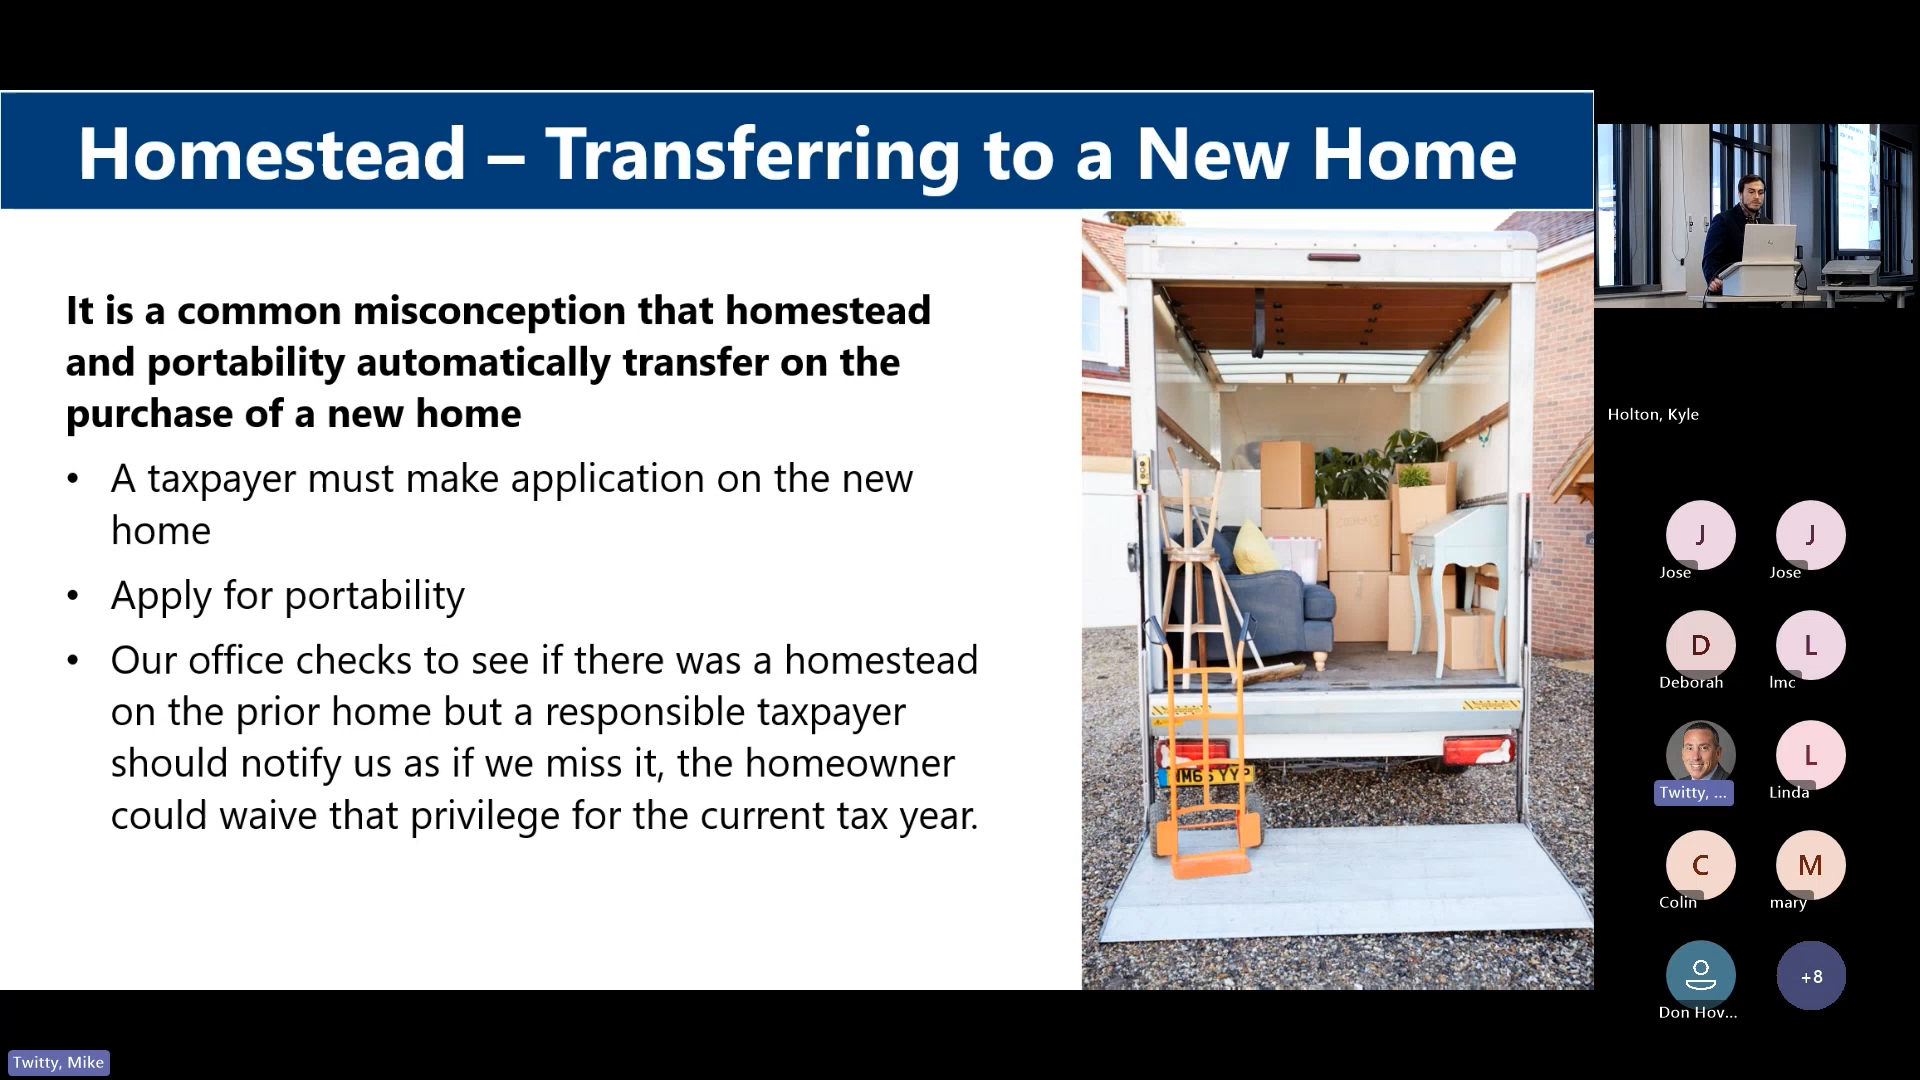 Homestead – Transferring to a New Home
It is a common misconception that homestead
and portability automatically transfer on the
purchase of a new home
• A taxpayer must make application on the new
home
• Apply for portability
• Our office checks to see if there was a homestead
on the prior home but a responsible taxpayer
should notify us as if we miss it, the homeowner
could waive that privilege for the current tax year.
Holton, Kyle
J
J
Jose
Jose
D
L
Deborah
lmc
L
Twitty, ...
Linda
C
M
Colin
mary
+8
Don Hov...
Twitty, Mike